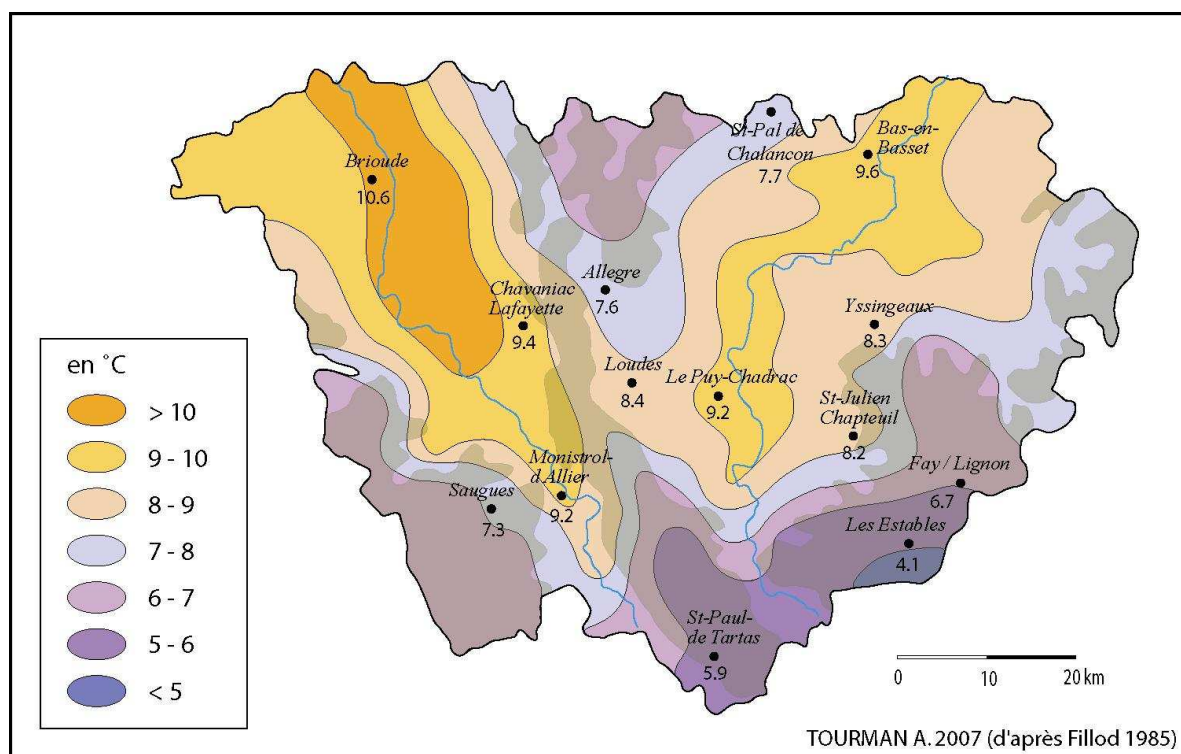 St-Pal de
Chalancon
7.7
Bas-en-
Basset
9.6
Brioude
10.6
Allegre
7.6
Chavaniac
Lafayette
9.4
Yssingeaux
8.3
Loudes
8.4
Le Puy-Chadrac
9.2
St-Julien
Chapteuil
8.2
Monistrol-
d'Allier
9.2
Saugues
7.3
Fay / Lignon
6.7
Les Estables
4.1
St-Paul-
de Tartas
5.9
en °C
> 10
9 - 10
8 - 9
7 - 8
6 - 7
5 - 6
< 5
0 10 20 km
TOURMAN A. 2007 (d'après Fillod 1985)